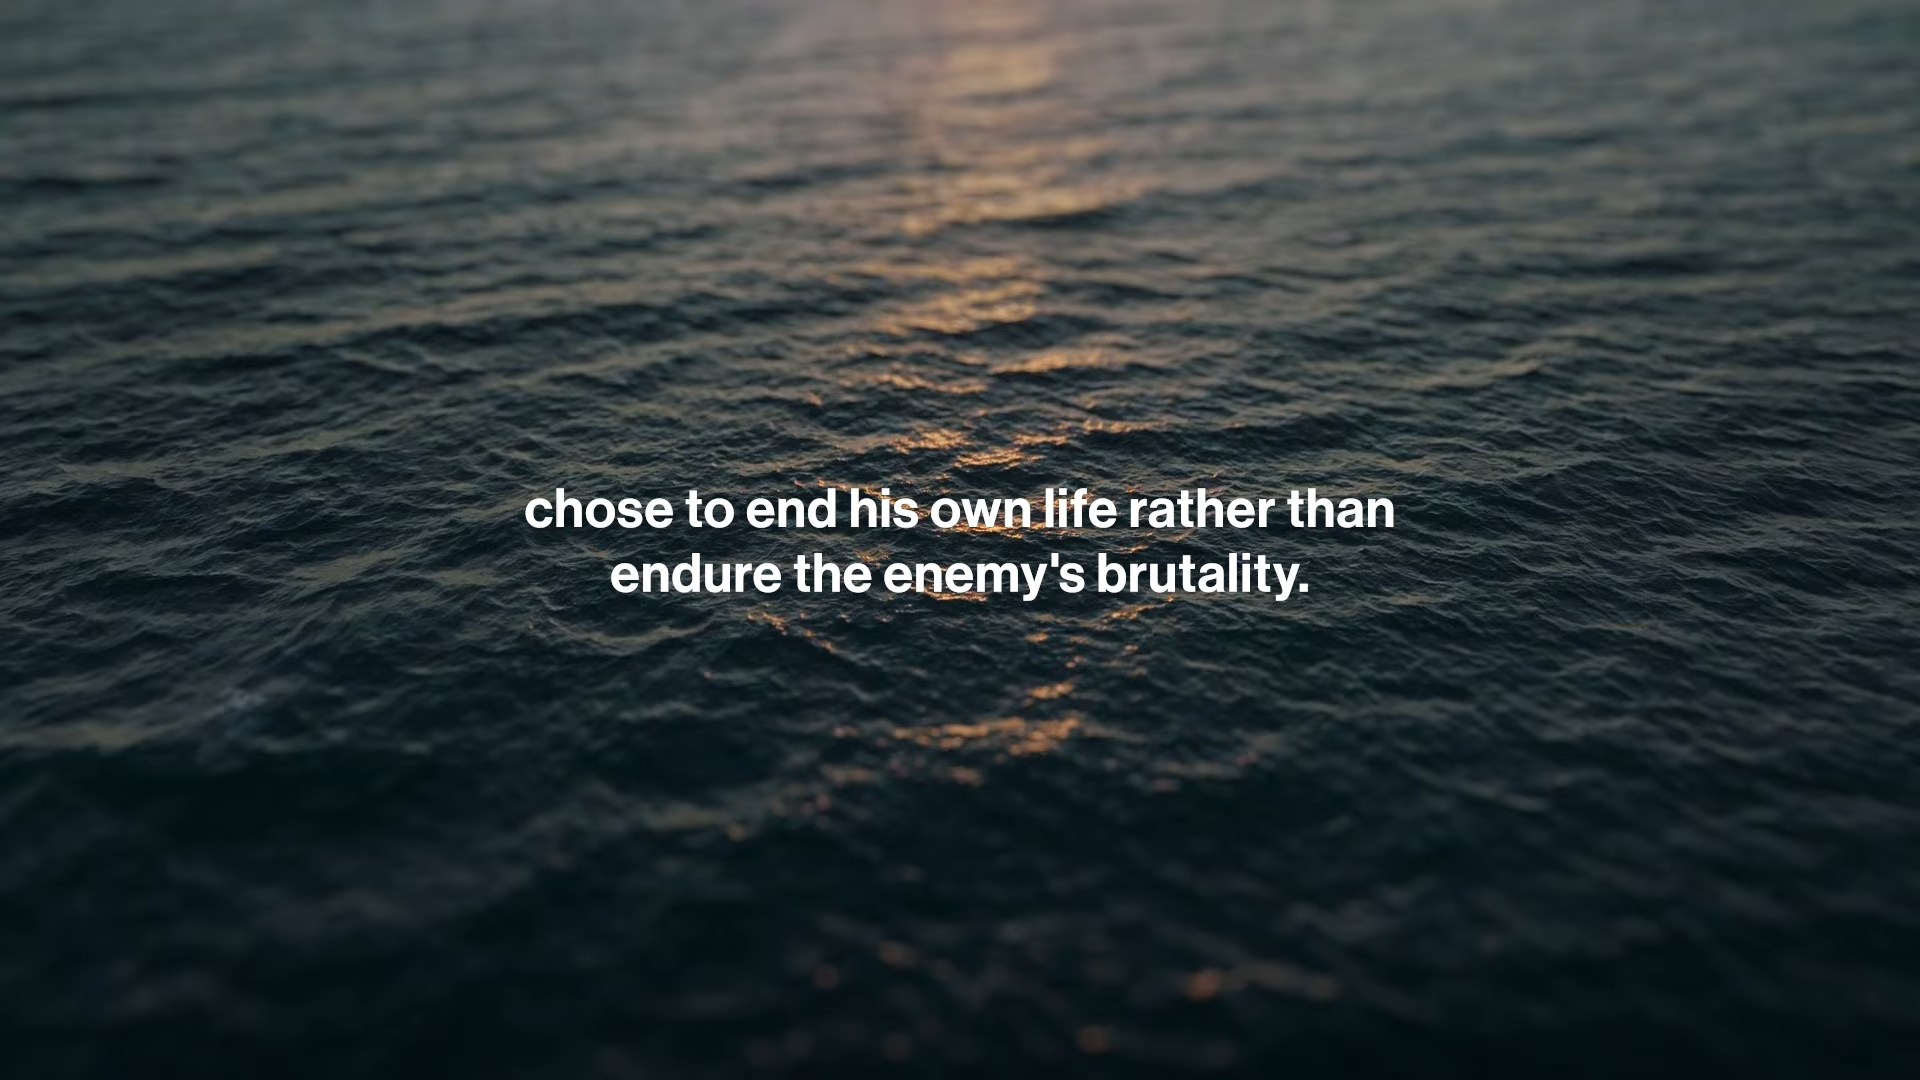 chose to end his own life rather than
endure the enemy's brutality.